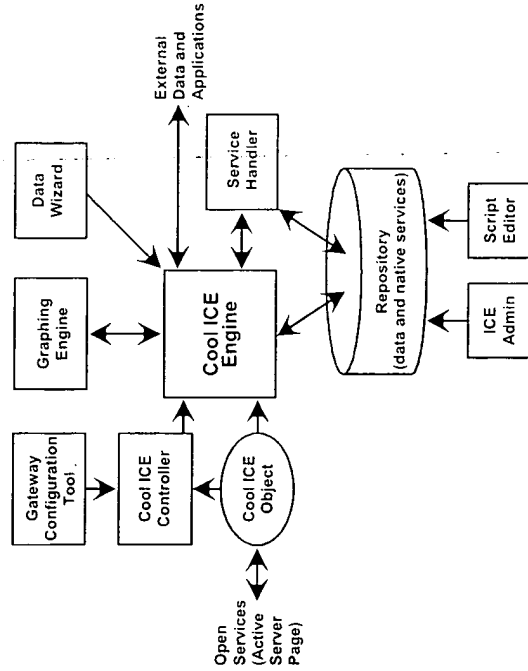 Gateway
Configuration
Tool
Graphing
Engine
Data
Wizard
External
Data and
Applications
Cool ICE
Controller
Cool ICE
Engine
Service
Handler
Cool ICE
Object
Open
Services
(Active
Server
Page)
Repository
(data and native services)
ICE
Admin
Script
Editor